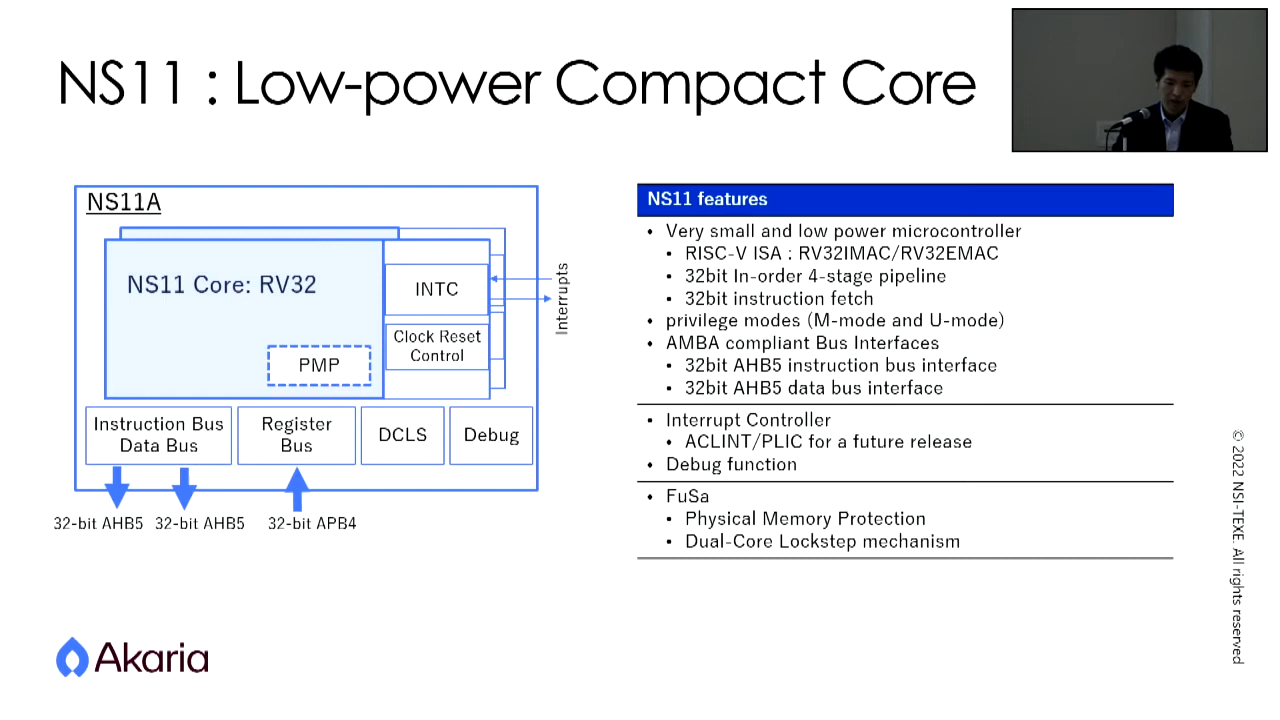 NS11 : Low-power Compact Core
NS11A
NS11 Core: RV32
PMP
INTC
Clock Reset
Control
Interrupts
Instruction Bus
Data Bus
Register
Bus
DCLS
Debug
32-bit AHB5
32-bit AHB5
32-bit APB4
NS11 features
• Very small and low power microcontroller
▪ RISC-V ISA : RV32IMAC/RV32EMAC
▪ 32bit In-order 4-stage pipeline
▪ 32bit instruction fetch
• privilege modes (M-mode and U-mode)
• AMBA compliant Bus Interfaces
▪ 32bit AHB5 instruction bus interface
▪ 32bit AHB5 data bus interface
• Interrupt Controller
▪ ACLINT/PLIC for a future release
• Debug function
• FuSa
▪ Physical Memory Protection
▪ Dual-Core Lockstep mechanism
© 2022 NSI-TEXE. All rights reserved
Akaria